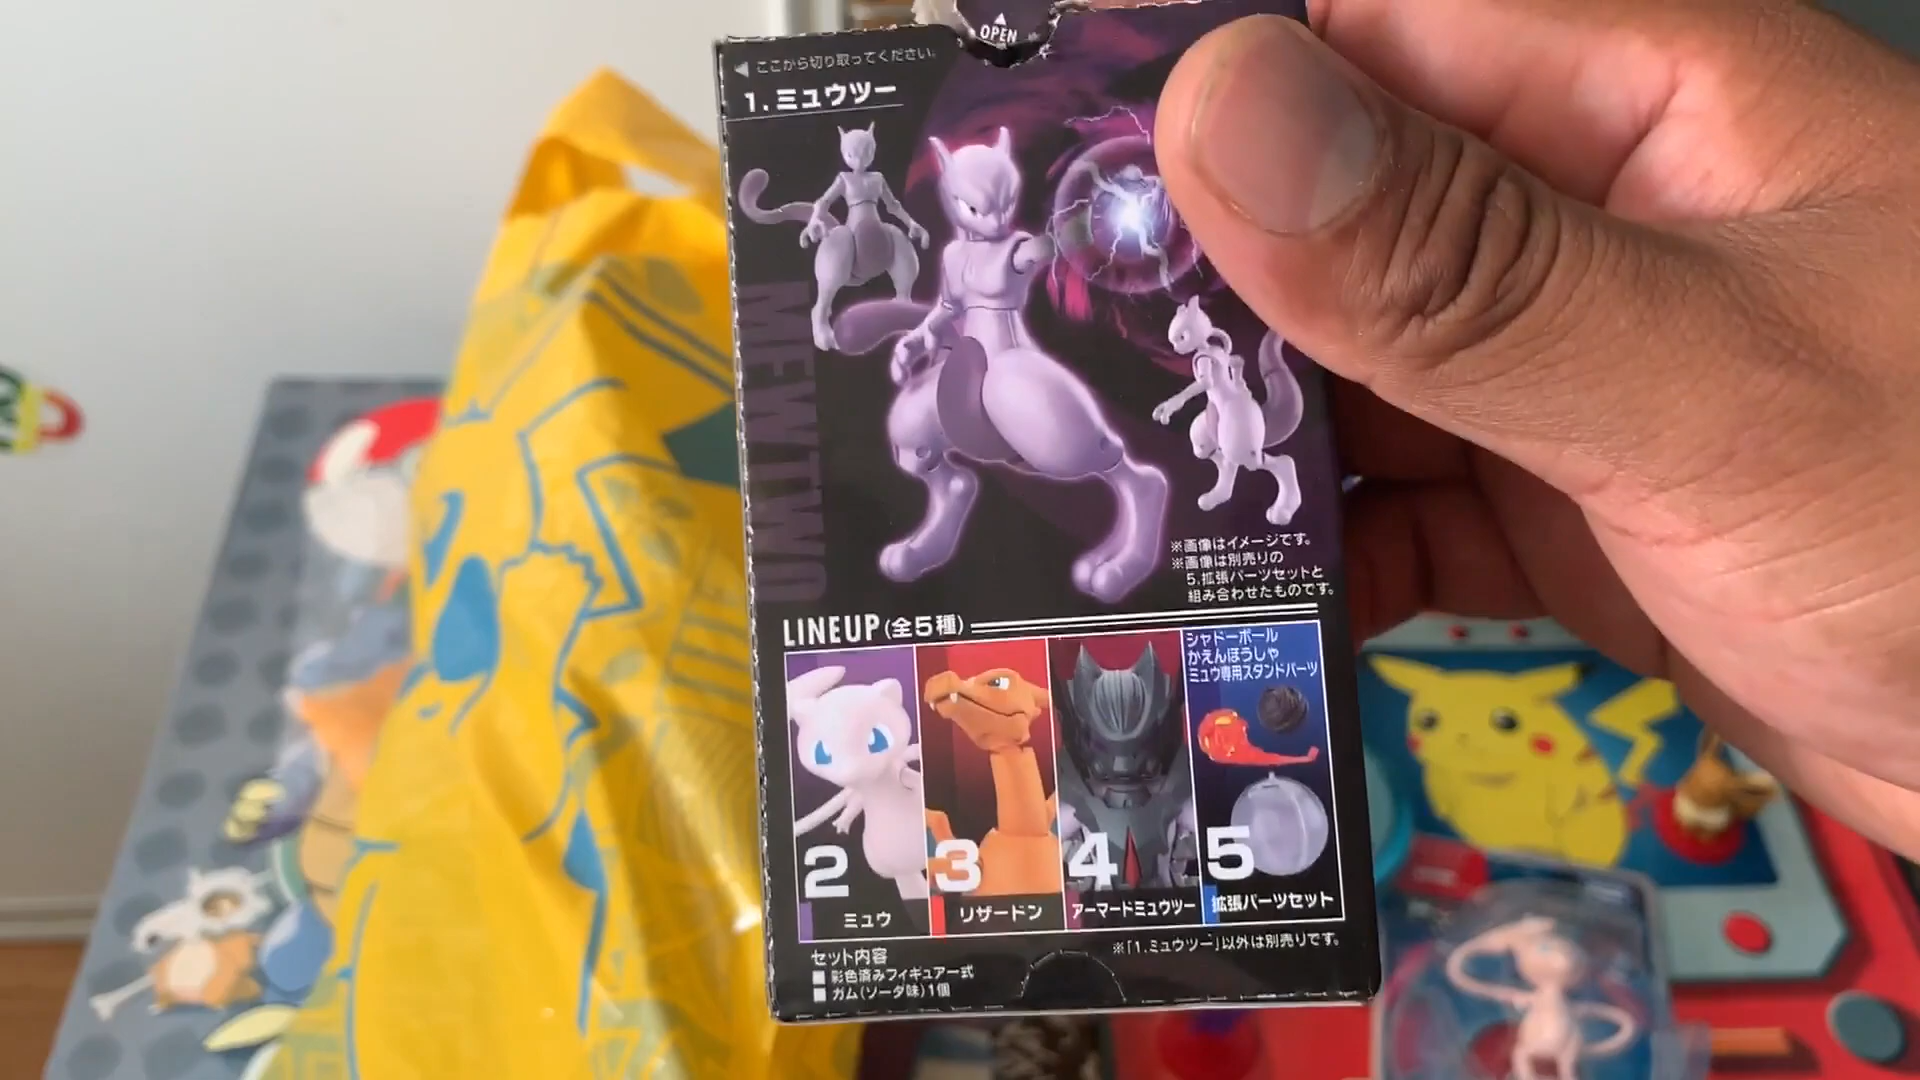 OPEN
◀ ここから切り取ってください。
1. ミュウツー
MEWTWO
※画像はイメージです。
※画像は別売りの
5.拡張パーツセットと
組み合わせたものです。
LINEUP(全5種)
シャドーボール
かえんほうしゃ
ミュウ専用スタンドパーツ
2
3
4
5
ミュウ
リザードン
アーマードミュウツー
拡張パーツセット
※「1.ミュウツー」以外は別売りです。
セット内容
■ 彩色済みフィギュア一式
■ ガム(ソーダ味)1個